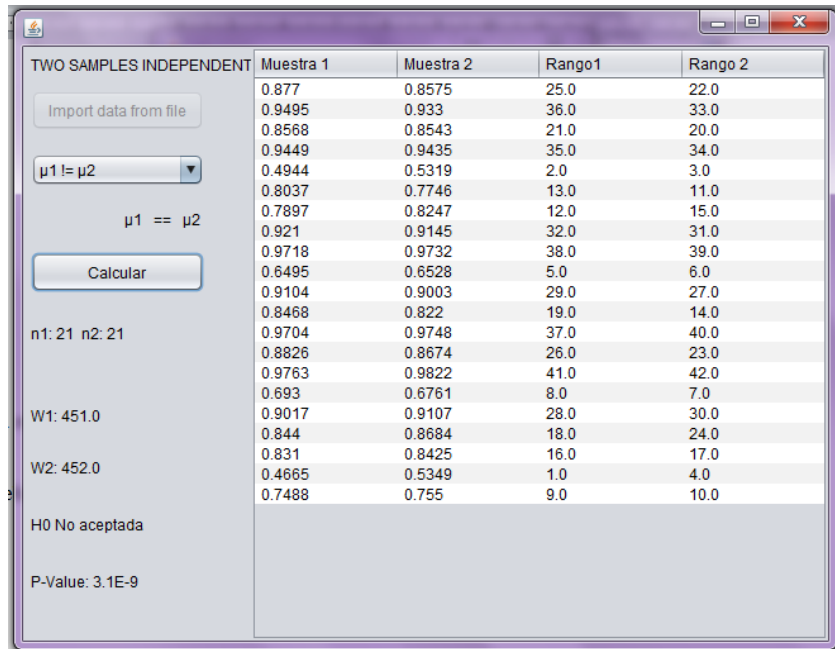 TWO SAMPLES INDEPENDENT
Import data from file
μ1 != μ2
μ1 == μ2
Calcular
n1: 21 n2: 21
W1: 451.0
W2: 452.0
H0 No aceptada
P-Value: 3.1E-9
Muestra 1 Muestra 2 Rango1 Rango 2
0.877 0.8575 25.0 22.0
0.9495 0.933 36.0 33.0
0.8568 0.8543 21.0 20.0
0.9449 0.9435 35.0 34.0
0.4944 0.5319 2.0 3.0
0.8037 0.7746 13.0 11.0
0.7897 0.8247 12.0 15.0
0.921 0.9145 32.0 31.0
0.9718 0.9732 38.0 39.0
0.6495 0.6528 5.0 6.0
0.9104 0.9003 29.0 27.0
0.8468 0.822 19.0 14.0
0.9704 0.9748 37.0 40.0
0.8826 0.8674 26.0 23.0
0.9763 0.9822 41.0 42.0
0.693 0.6761 8.0 7.0
0.9017 0.9107 28.0 30.0
0.844 0.8684 18.0 24.0
0.831 0.8425 16.0 17.0
0.4665 0.5349 1.0 4.0
0.7488 0.755 9.0 10.0